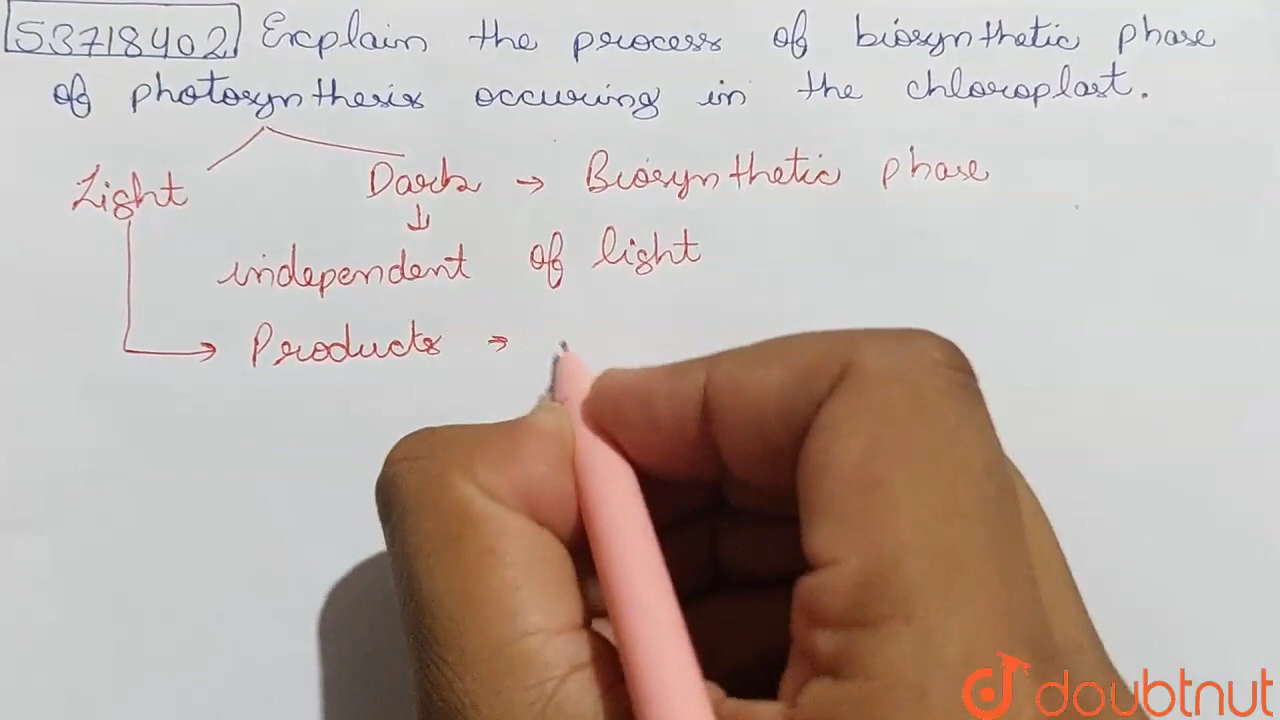 53718402 Explain the process of biosynthetic phase
of photosynthesis occuring in the chloroplast.
Light
Dark → Biosynthetic phase
↓
independent of light
→ Products →
doubtnut